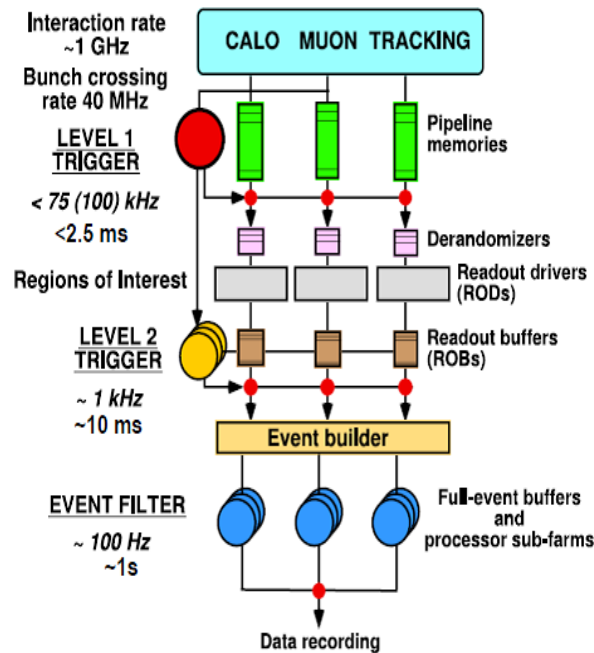 Interaction rate
~1 GHz
CALO MUON TRACKING
Bunch crossing
rate 40 MHz
Pipeline
memories
LEVEL 1
TRIGGER
< 75 (100) kHz
<2.5 ms
Derandomizers
Regions of Interest
Readout drivers
(RODs)
LEVEL 2
TRIGGER
Readout buffers
(ROBs)
~ 1 kHz
~10 ms
Event builder
EVENT FILTER
Full-event buffers
and
processor sub-farms
~ 100 Hz
~1s
Data recording